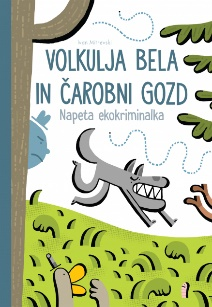 VOLKULJA BELA
IN ČAROBNI GOZD
Napeta ekokriminalka